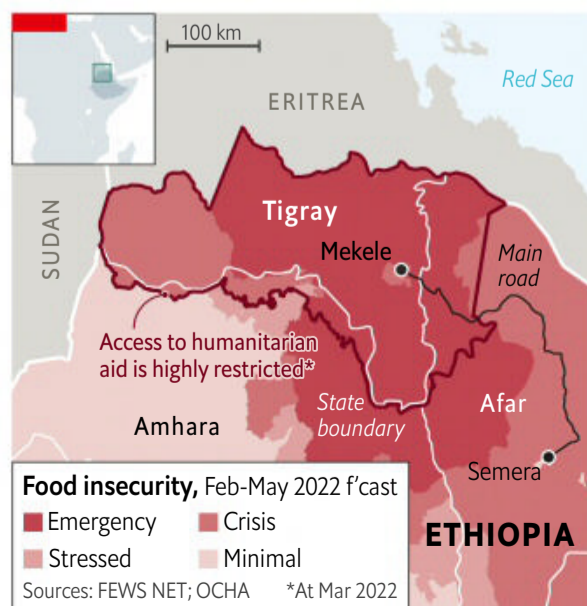 100 km
Red Sea
ERITREA
SUDAN
Tigray
Mekele
Main
road
Access to humanitarian
aid is highly restricted*
Amhara
State
boundary
Afar
Semera
ETHIOPIA
Food insecurity, Feb-May 2022 f'cast
Emergency Crisis
Stressed Minimal
Sources: FEWS NET; OCHA *At Mar 2022